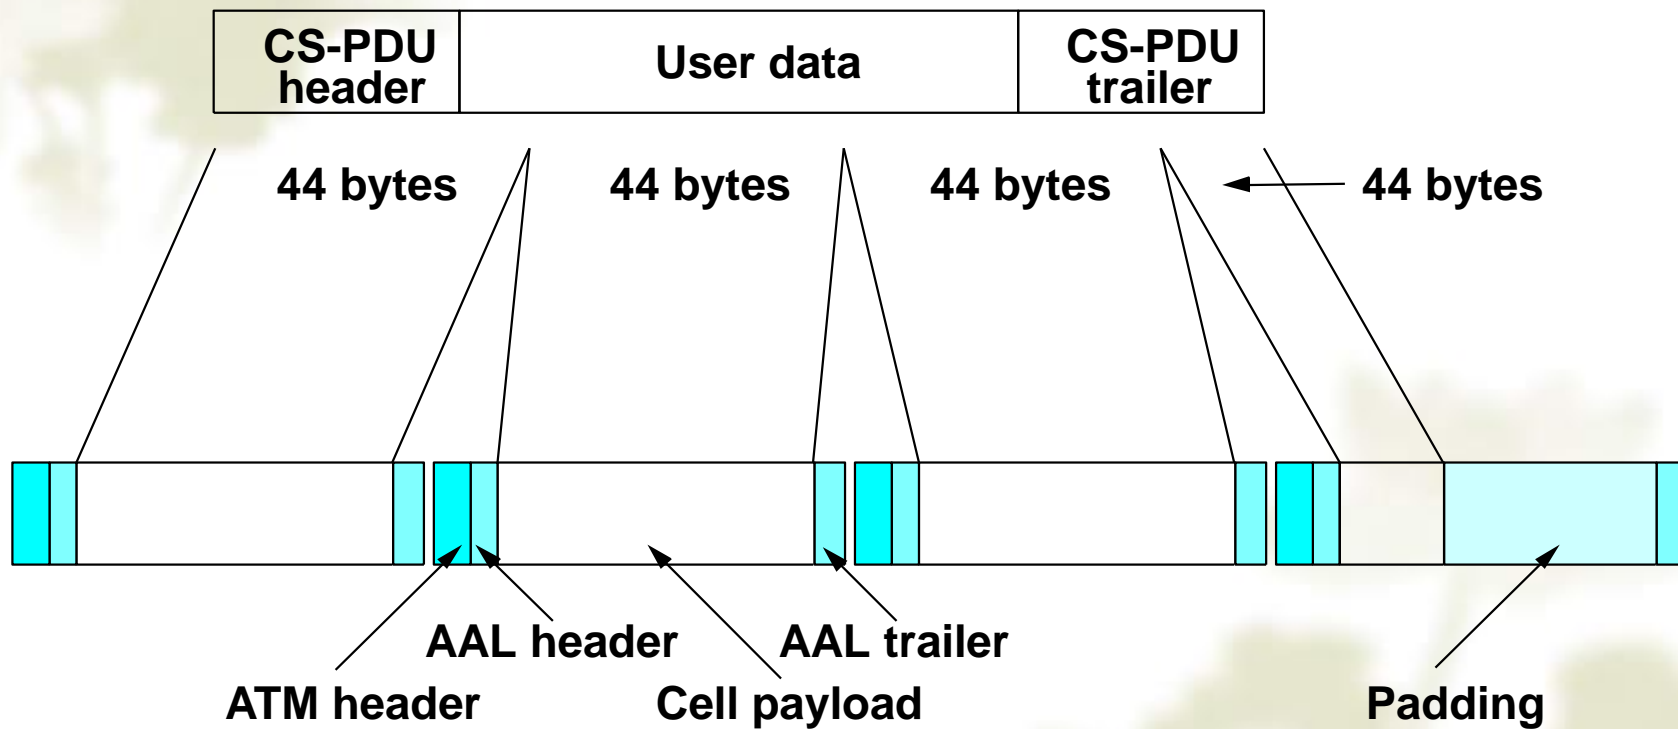 CS-PDU
header
User data
CS-PDU
trailer
44 bytes
44 bytes
44 bytes
44 bytes
AAL header
AAL trailer
ATM header
Cell payload
Padding